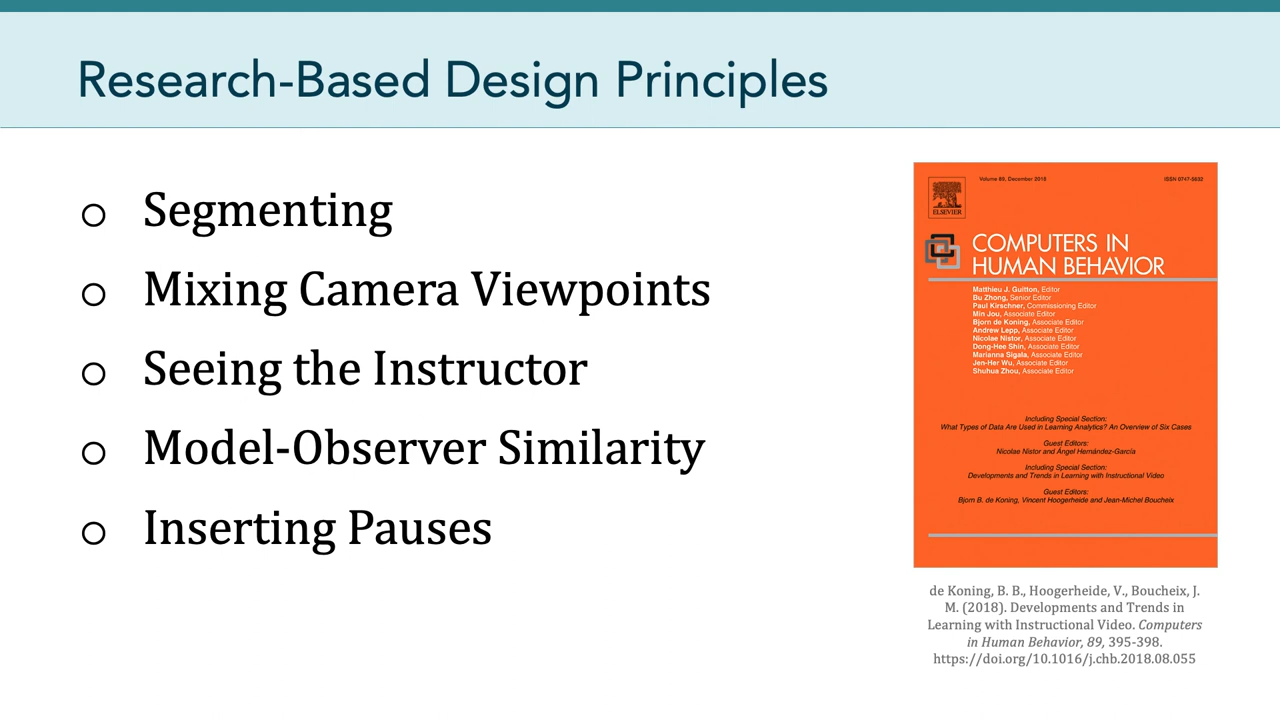 Research-Based Design Principles
Segmenting
Mixing Camera Viewpoints
Seeing the Instructor
Model-Observer Similarity
Inserting Pauses
Volume 89, December 2018
ISSN 0747-5632
ELSEVIER
COMPUTERS IN
HUMAN BEHAVIOR
Matthieu J. Guitton, Editor
Bu Zhong, Senior Editor
Paul Kirschner, Commissioning Editor
Min Jou, Associate Editor
Bjorn de Koning, Associate Editor
Andrew Lepp, Associate Editor
Nicolae Nistor, Associate Editor
Dong-Hee Shin, Associate Editor
Marianna Sigala, Associate Editor
Jen-Her Wu, Associate Editor
Shuhua Zhou, Associate Editor
Including Special Section:
What Types of Data Are Used in Learning Analytics? An Overview of Six Cases
Guest Editors:
Nicolae Nistor and Ángel Hernández-García
Including Special Section:
Developments and Trends in Learning with Instructional Video
Guest Editors:
Bjorn B. de Koning, Vincent Hoogerheide and Jean-Michel Boucheix
de Koning, B. B., Hoogerheide, V., Boucheix, J.
M. (2018). Developments and Trends in
Learning with Instructional Video. Computers
in Human Behavior, 89, 395-398.
https://doi.org/10.1016/j.chb.2018.08.055